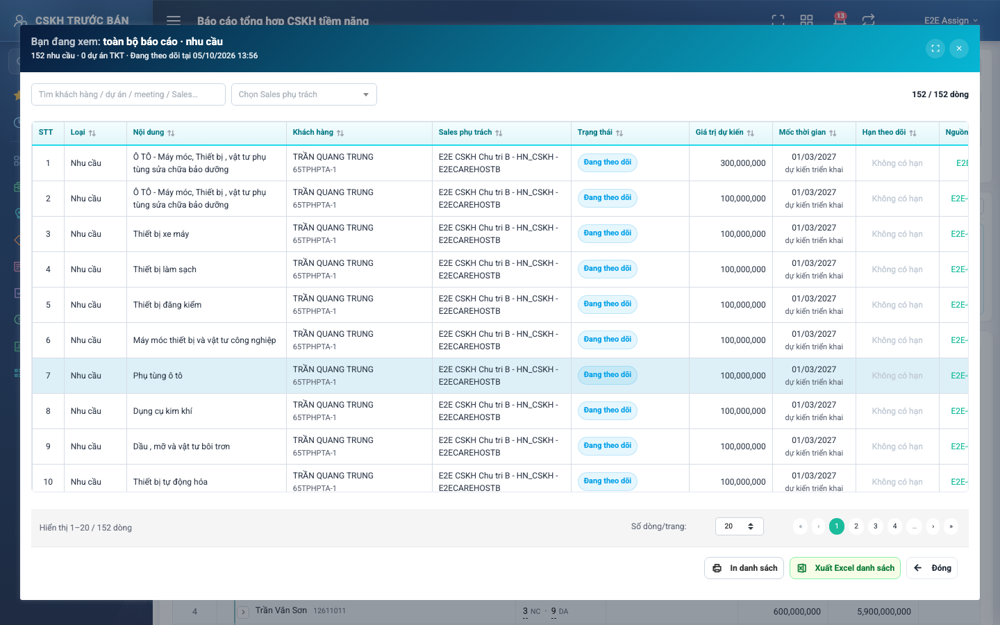 CSKH TRƯỚC BÁN
Báo cáo tổng hợp CSKH tiềm năng
13
E2E Assign
Bạn đang xem: toàn bộ báo cáo · nhu cầu
152 nhu cầu · 0 dự án TKT · Đang theo dõi tại 05/10/2026 13:56
Tìm khách hàng / dự án / meeting / Sales...
Chọn Sales phụ trách
152 / 152 dòng
STT Loại Nội dung Khách hàng Sales phụ trách Trạng thái Giá trị dự kiến Mốc thời gian Hạn theo dõi Nguồn
1 Nhu cầu Ô TÔ - Máy móc, Thiết bị , vật tư phụ TRẦN QUANG TRUNG E2E CSKH Chu tri B - HN_CSKH - Đang theo dõi 300,000,000 01/03/2027 Không có hạn E2E
tùng sửa chữa bảo dưỡng 65TPHPTA-1 E2ECAREHOSTB dự kiến triển khai
2 Nhu cầu Ô TÔ - Máy móc, Thiết bị , vật tư phụ TRẦN QUANG TRUNG E2E CSKH Chu tri B - HN_CSKH - Đang theo dõi 100,000,000 01/03/2027 Không có hạn E2E-
tùng sửa chữa bảo dưỡng 65TPHPTA-1 E2ECAREHOSTB dự kiến triển khai
3 Nhu cầu Thiết bị xe máy TRẦN QUANG TRUNG E2E CSKH Chu tri B - HN_CSKH - Đang theo dõi 100,000,000 01/03/2027 Không có hạn E2E-
65TPHPTA-1 E2ECAREHOSTB dự kiến triển khai
4 Nhu cầu Thiết bị làm sạch TRẦN QUANG TRUNG E2E CSKH Chu tri B - HN_CSKH - Đang theo dõi 100,000,000 01/03/2027 Không có hạn E2E-
65TPHPTA-1 E2ECAREHOSTB dự kiến triển khai
5 Nhu cầu Thiết bị đăng kiểm TRẦN QUANG TRUNG E2E CSKH Chu tri B - HN_CSKH - Đang theo dõi 100,000,000 01/03/2027 Không có hạn E2E-
65TPHPTA-1 E2ECAREHOSTB dự kiến triển khai
6 Nhu cầu Máy móc thiết bị và vật tư công nghiệp TRẦN QUANG TRUNG E2E CSKH Chu tri B - HN_CSKH - Đang theo dõi 100,000,000 01/03/2027 Không có hạn E2E-
65TPHPTA-1 E2ECAREHOSTB dự kiến triển khai
7 Nhu cầu Phụ tùng ô tô TRẦN QUANG TRUNG E2E CSKH Chu tri B - HN_CSKH - Đang theo dõi 100,000,000 01/03/2027 Không có hạn E2E-
65TPHPTA-1 E2ECAREHOSTB dự kiến triển khai
8 Nhu cầu Dụng cụ kim khí TRẦN QUANG TRUNG E2E CSKH Chu tri B - HN_CSKH - Đang theo dõi 100,000,000 01/03/2027 Không có hạn E2E-
65TPHPTA-1 E2ECAREHOSTB dự kiến triển khai
9 Nhu cầu Dầu , mỡ và vật tư bôi trơn TRẦN QUANG TRUNG E2E CSKH Chu tri B - HN_CSKH - Đang theo dõi 100,000,000 01/03/2027 Không có hạn E2E-
65TPHPTA-1 E2ECAREHOSTB dự kiến triển khai
10 Nhu cầu Thiết bị tự động hóa TRẦN QUANG TRUNG E2E CSKH Chu tri B - HN_CSKH - Đang theo dõi 100,000,000 01/03/2027 Không có hạn E2E-
65TPHPTA-1 E2ECAREHOSTB dự kiến triển khai
Hiển thị 1–20 / 152 dòng
Số dòng/trang: 20 « ‹ 1 2 3 4 ... › »
In danh sách Xuất Excel danh sách Đóng
4 Trần Văn Sơn 12611011 3 NC · 9 DA 600,000,000 5,900,000,000